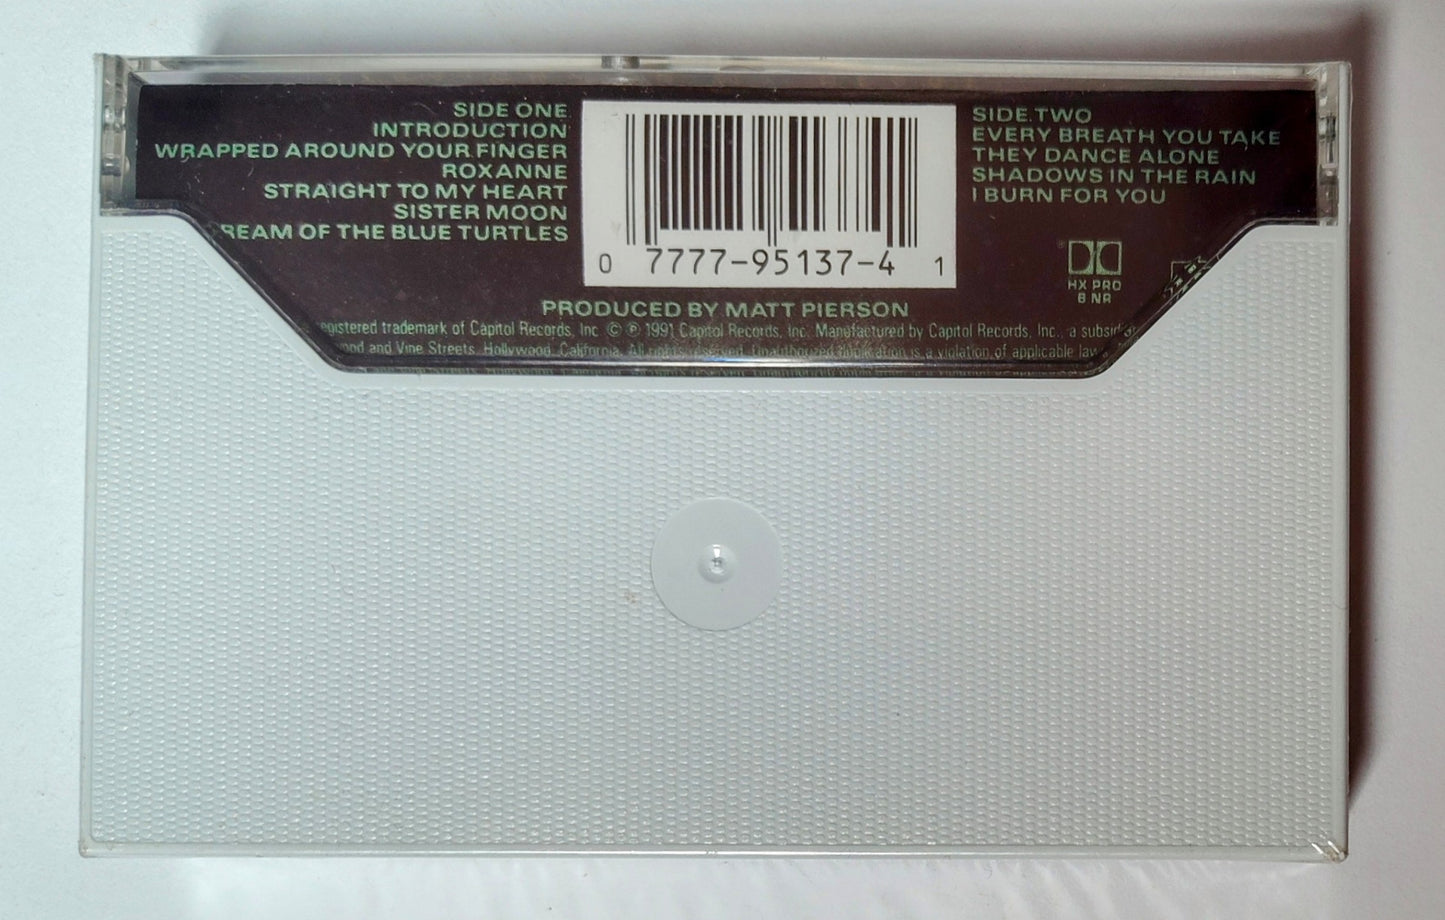 SIDE ONE
INTRODUCTION
WRAPPED AROUND YOUR FINGER
ROXANNE
STRAIGHT TO MY HEART
SISTER MOON
REAM OF THE BLUE TURTLES
0 7777-95137-4 1
SIDE TWO
EVERY BREATH YOU TAKE
THEY DANCE ALONE
SHADOWS IN THE RAIN
I BURN FOR YOU
HX PRO
B NR
PRODUCED BY MATT PIERSON
egistered trademark of Capitol Records, Inc. © ℗ 1991 Capitol Records, Inc. Manufactured by Capitol Records, Inc., a subsid
ood and Vine Streets, Hollywood, California. All rights reserved. Unauthorized duplication is a violation of applicable law